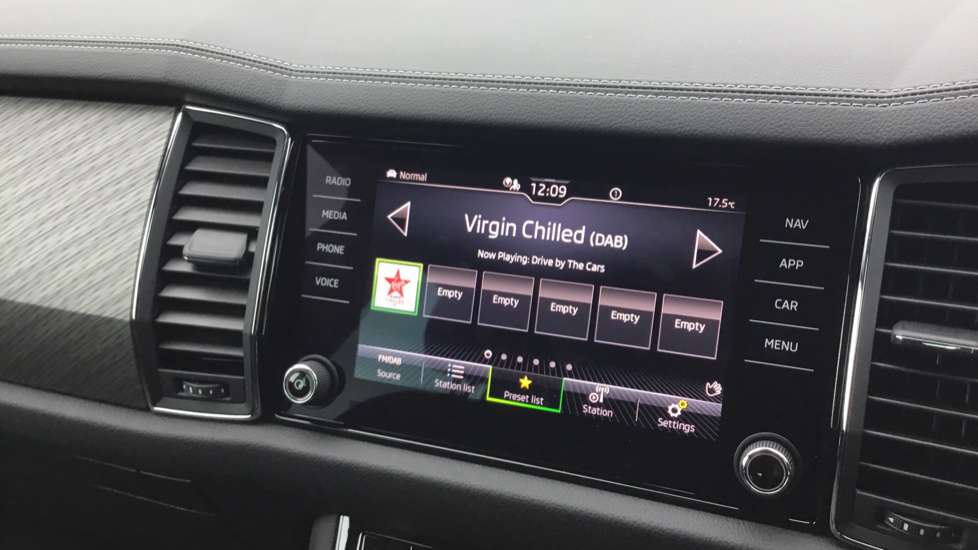 RADIO
MEDIA
PHONE
VOICE
Normal
12:09
17.5°C
Virgin Chilled (DAB)
Now Playing: Drive by The Cars
Empty
Empty
Empty
Empty
Empty
FM/DAB
Source
Station list
Preset list
Station
Settings
NAV
APP
CAR
MENU